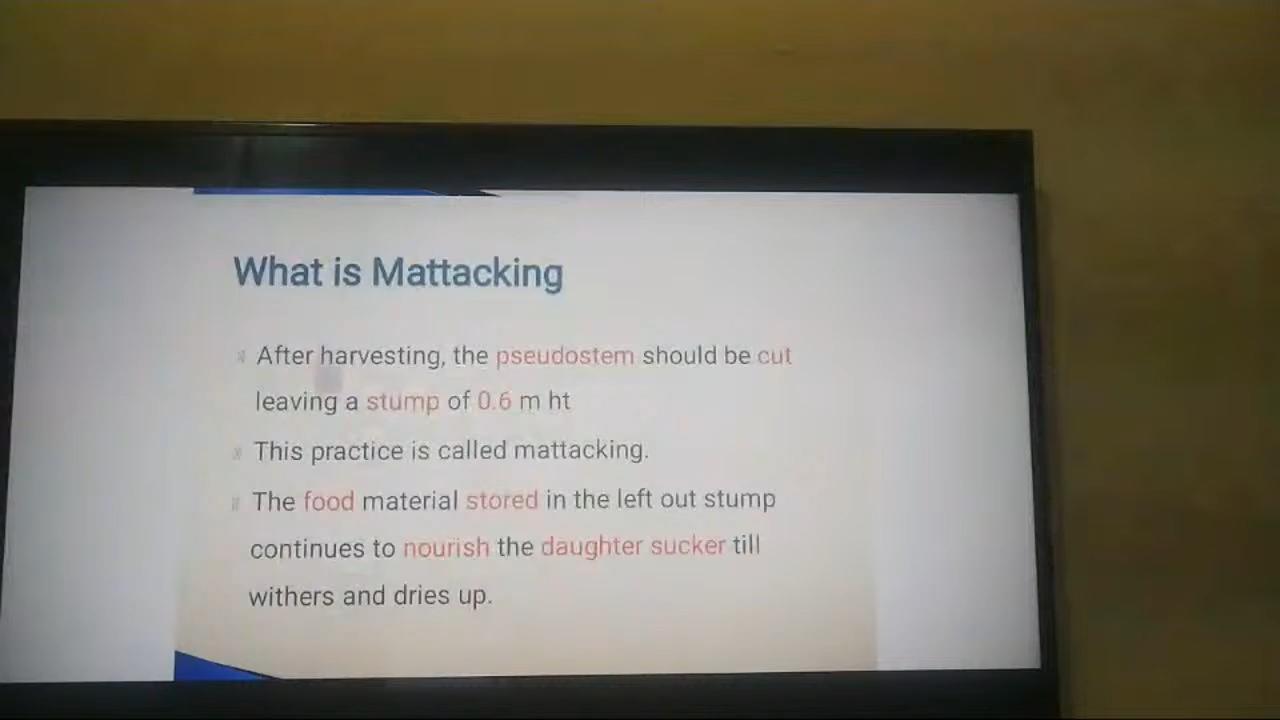 What is Mattacking
After harvesting, the pseudostem should be cut
leaving a stump of 0.6 m ht
This practice is called mattacking.
The food material stored in the left out stump
continues to nourish the daughter sucker till
withers and dries up.